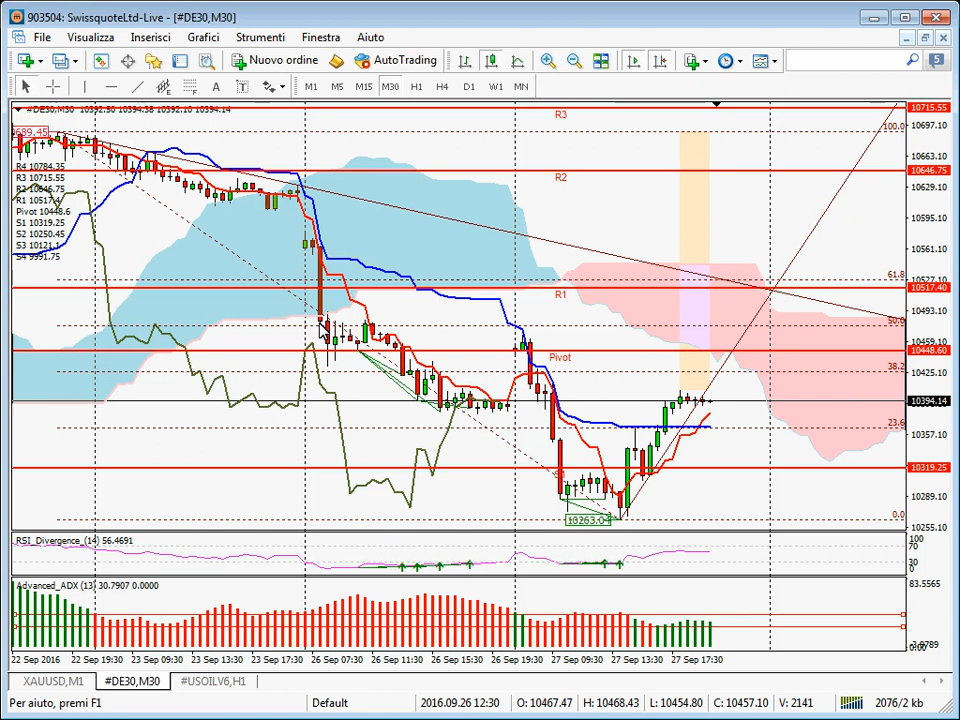 903504: SwissquoteLtd-Live - [#DE30,M30]
File Visualizza Inserisci Grafici Strumenti Finestra Aiuto
Nuovo ordine AutoTrading 5
A T M1 M5 M15 M30 H1 H4 D1 W1 MN
#DE30,M30 10392.30 10394.38 10392.10 10394.14
R4 10784.35
R3 10715.55
R2 10646.75
R1 10517.4
Pivot 10448.6
S1 10319.25
S2 10250.45
S3 10121.1
S4 9991.75
R3
R2
R1
Pivot
S1
10263.04
100.0
61.8
50.0
38.2
23.6
0.0
10715.55
10697.10
10663.10
10646.75
10629.10
10595.10
10561.10
10527.10
10517.40
10493.10
10459.10
10448.60
10425.10
10394.14
10357.10
10319.25
10289.10
10255.10
RSI_Divergence_(14) 56.4691
100
70
30
0
Advanced_ADX (13) 30.7907 0.0000
83.5565
22 Sep 2016 22 Sep 19:30 23 Sep 09:30 23 Sep 13:30 23 Sep 17:30 26 Sep 07:30 26 Sep 11:30 26 Sep 15:30 26 Sep 19:30 27 Sep 09:30 27 Sep 13:30 27 Sep 17:30
XAUUSD,M1 #DE30,M30 #USOILV6,H1
Per aiuto, premi F1 Default 2016.09.26 12:30 O: 10467.47 H: 10468.43 L: 10454.80 C: 10457.10 V: 2141 2076/2 kb